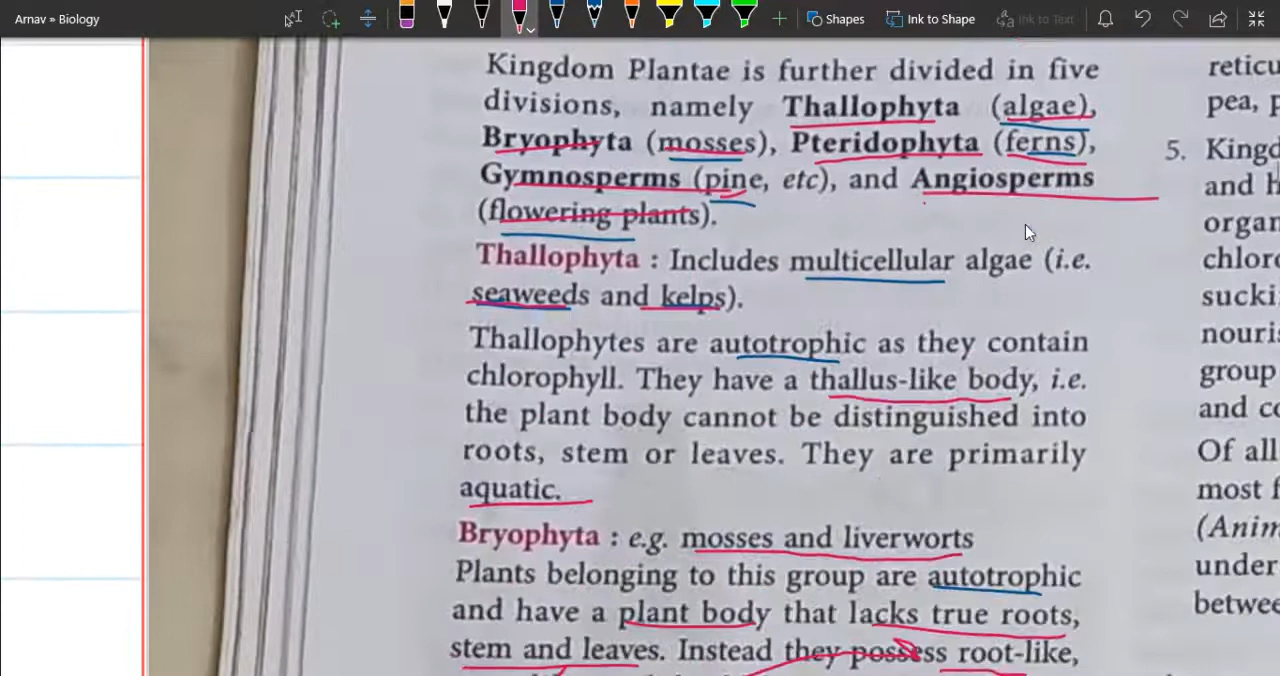 Arnav » Biology
Shapes
Ink to Shape
Ink to Text
Kingdom Plantae is further divided in five
divisions, namely Thallophyta (algae),
Bryophyta (mosses), Pteridophyta (ferns),
Gymnosperms (pine, etc), and Angiosperms
(flowering plants).
Thallophyta : Includes multicellular algae (i.e.
seaweeds and kelps).
Thallophytes are autotrophic as they contain
chlorophyll. They have a thallus-like body, i.e.
the plant body cannot be distinguished into
roots, stem or leaves. They are primarily
aquatic.
Bryophyta : e.g. mosses and liverworts
Plants belonging to this group are autotrophic
and have a plant body that lacks true roots,
stem and leaves. Instead they possess root-like,
reticu
pea, p
5. Kingd
and h
organ
chloro
sucki
nouris
group
and co
Of all
most f
(Anim
under
betwee